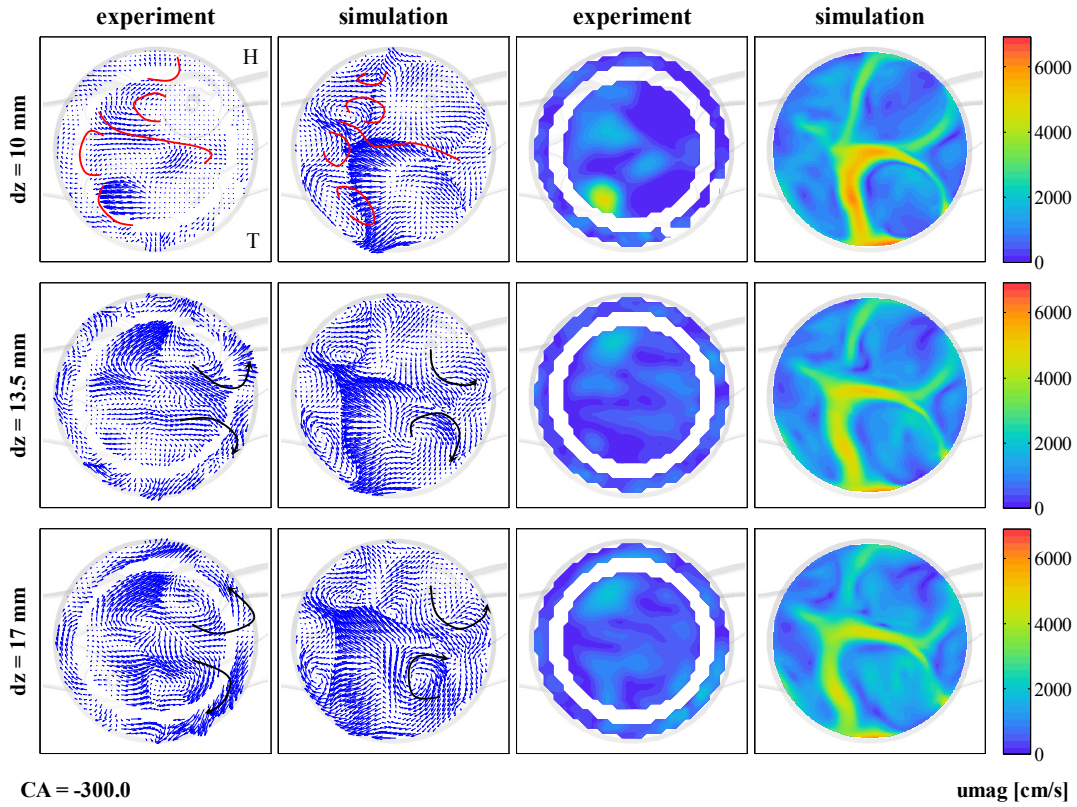 experiment simulation experiment simulation
dz = 10 mm
H
T
6000
4000
2000
0
dz = 13.5 mm
6000
4000
2000
0
dz = 17 mm
6000
4000
2000
0
CA = -300.0 umag [cm/s]